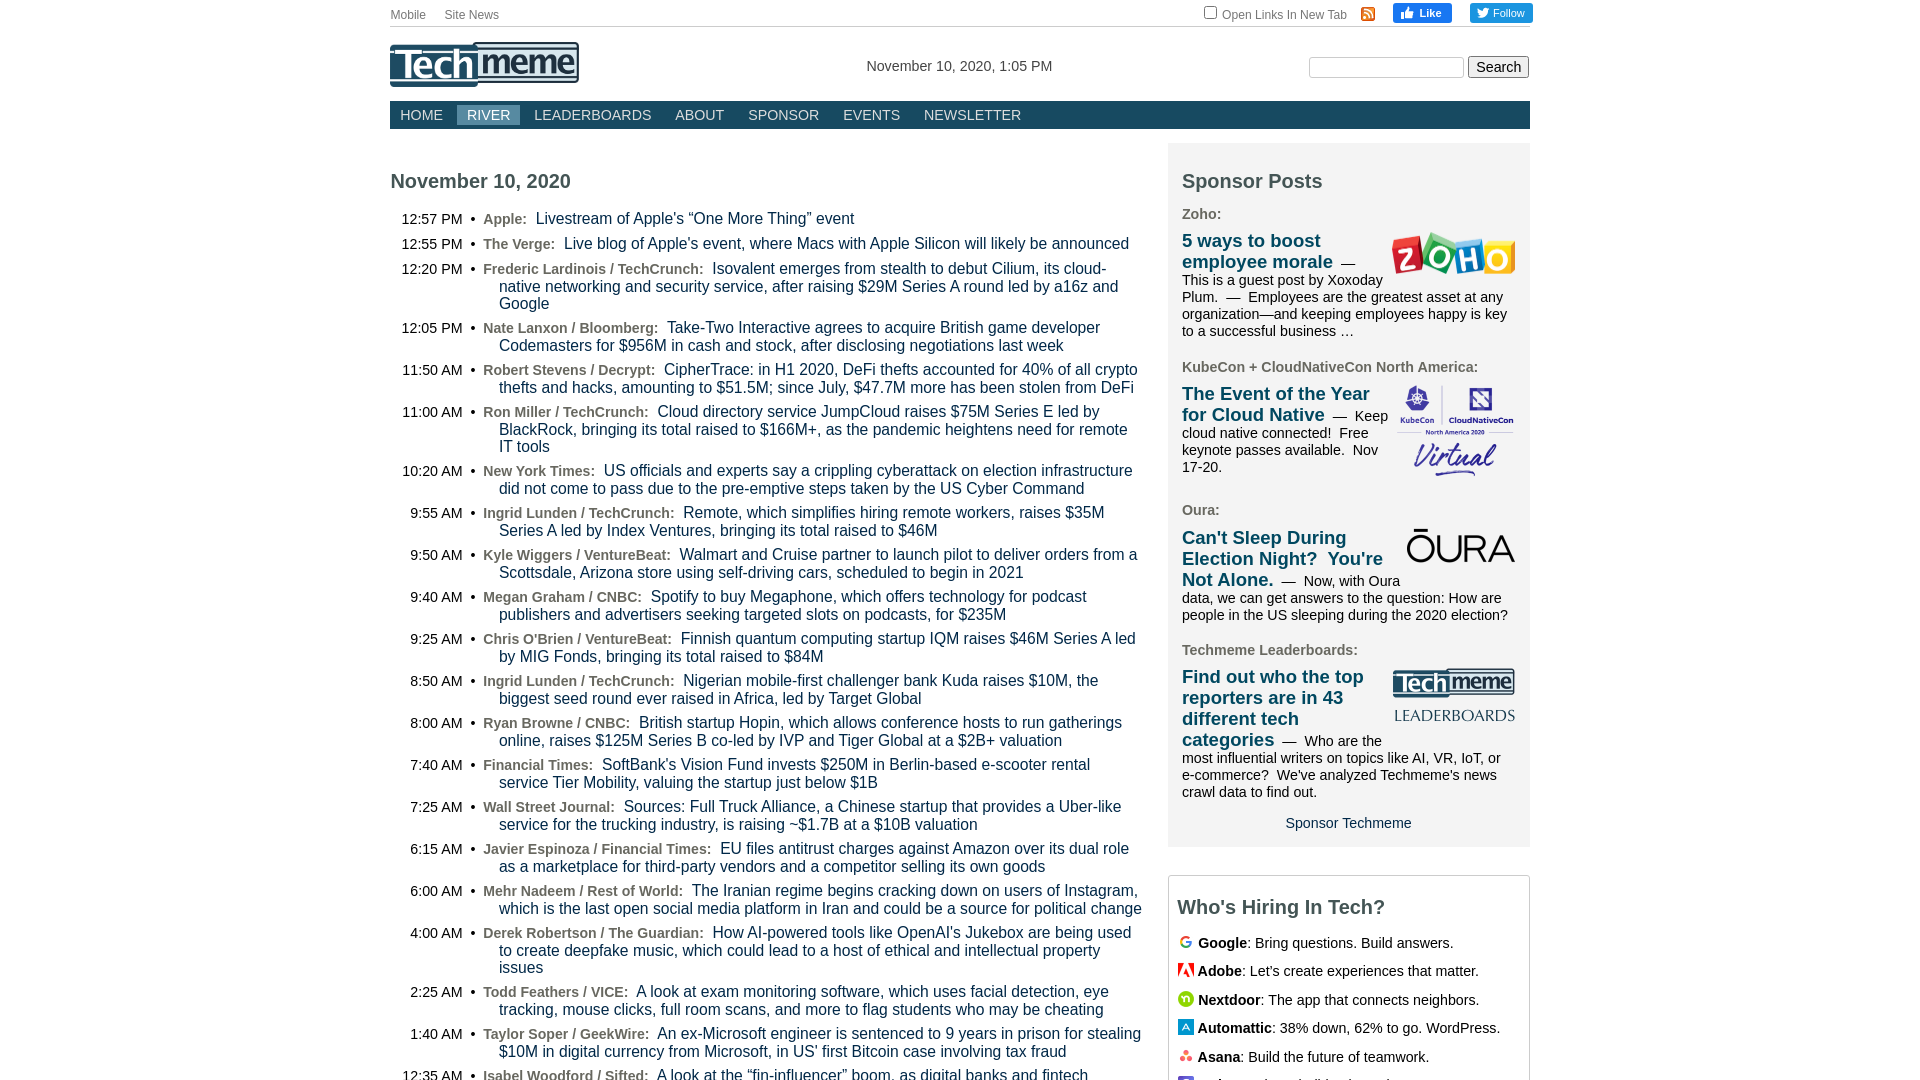 Mobile Site News Open Links In New Tab Like Follow
Techmeme
November 10, 2020, 1:05 PM Search
HOME RIVER LEADERBOARDS ABOUT SPONSOR EVENTS NEWSLETTER
November 10, 2020
12:57 PM • Apple: Livestream of Apple's “One More Thing” event
12:55 PM • The Verge: Live blog of Apple's event, where Macs with Apple Silicon will likely be announced
12:20 PM • Frederic Lardinois / TechCrunch: Isovalent emerges from stealth to debut Cilium, its cloud-
native networking and security service, after raising $29M Series A round led by a16z and
Google
12:05 PM • Nate Lanxon / Bloomberg: Take-Two Interactive agrees to acquire British game developer
Codemasters for $956M in cash and stock, after disclosing negotiations last week
11:50 AM • Robert Stevens / Decrypt: CipherTrace: in H1 2020, DeFi thefts accounted for 40% of all crypto
thefts and hacks, amounting to $51.5M; since July, $47.7M more has been stolen from DeFi
11:00 AM • Ron Miller / TechCrunch: Cloud directory service JumpCloud raises $75M Series E led by
BlackRock, bringing its total raised to $166M+, as the pandemic heightens need for remote
IT tools
10:20 AM • New York Times: US officials and experts say a crippling cyberattack on election infrastructure
did not come to pass due to the pre-emptive steps taken by the US Cyber Command
9:55 AM • Ingrid Lunden / TechCrunch: Remote, which simplifies hiring remote workers, raises $35M
Series A led by Index Ventures, bringing its total raised to $46M
9:50 AM • Kyle Wiggers / VentureBeat: Walmart and Cruise partner to launch pilot to deliver orders from a
Scottsdale, Arizona store using self-driving cars, scheduled to begin in 2021
9:40 AM • Megan Graham / CNBC: Spotify to buy Megaphone, which offers technology for podcast
publishers and advertisers seeking targeted slots on podcasts, for $235M
9:25 AM • Chris O'Brien / VentureBeat: Finnish quantum computing startup IQM raises $46M Series A led
by MIG Fonds, bringing its total raised to $84M
8:50 AM • Ingrid Lunden / TechCrunch: Nigerian mobile-first challenger bank Kuda raises $10M, the
biggest seed round ever raised in Africa, led by Target Global
8:00 AM • Ryan Browne / CNBC: British startup Hopin, which allows conference hosts to run gatherings
online, raises $125M Series B co-led by IVP and Tiger Global at a $2B+ valuation
7:40 AM • Financial Times: SoftBank's Vision Fund invests $250M in Berlin-based e-scooter rental
service Tier Mobility, valuing the startup just below $1B
7:25 AM • Wall Street Journal: Sources: Full Truck Alliance, a Chinese startup that provides a Uber-like
service for the trucking industry, is raising ~$1.7B at a $10B valuation
6:15 AM • Javier Espinoza / Financial Times: EU files antitrust charges against Amazon over its dual role
as a marketplace for third-party vendors and a competitor selling its own goods
6:00 AM • Mehr Nadeem / Rest of World: The Iranian regime begins cracking down on users of Instagram,
which is the last open social media platform in Iran and could be a source for political change
4:00 AM • Derek Robertson / The Guardian: How AI-powered tools like OpenAI's Jukebox are being used
to create deepfake music, which could lead to a host of ethical and intellectual property
issues
2:25 AM • Todd Feathers / VICE: A look at exam monitoring software, which uses facial detection, eye
tracking, mouse clicks, full room scans, and more to flag students who may be cheating
1:40 AM • Taylor Soper / GeekWire: An ex-Microsoft engineer is sentenced to 9 years in prison for stealing
$10M in digital currency from Microsoft, in US' first Bitcoin case involving tax fraud
12:35 AM • Isabel Woodford / Sifted: A look at the “fin-influencer” boom, as digital banks and fintech
Sponsor Posts
Zoho:
5 ways to boost
employee morale —
ZOHO
This is a guest post by Xoxoday
Plum. — Employees are the greatest asset at any
organization—and keeping employees happy is key
to a successful business …
KubeCon + CloudNativeCon North America:
The Event of the Year
for Cloud Native — Keep
cloud native connected! Free
keynote passes available. Nov
17-20.
KubeCon CloudNativeCon
North America 2020
Virtual
Oura:
Can't Sleep During
Election Night? You're
Not Alone. — Now, with Oura
ŌURA
data, we can get answers to the question: How are
people in the US sleeping during the 2020 election?
Techmeme Leaderboards:
Find out who the top
reporters are in 43
different tech
categories — Who are the
Techmeme
LEADERBOARDS
most influential writers on topics like AI, VR, IoT, or
e-commerce? We've analyzed Techmeme's news
crawl data to find out.
Sponsor Techmeme
Who's Hiring In Tech?
Google: Bring questions. Build answers.
Adobe: Let’s create experiences that matter.
Nextdoor: The app that connects neighbors.
Automattic: 38% down, 62% to go. WordPress.
Asana: Build the future of teamwork.